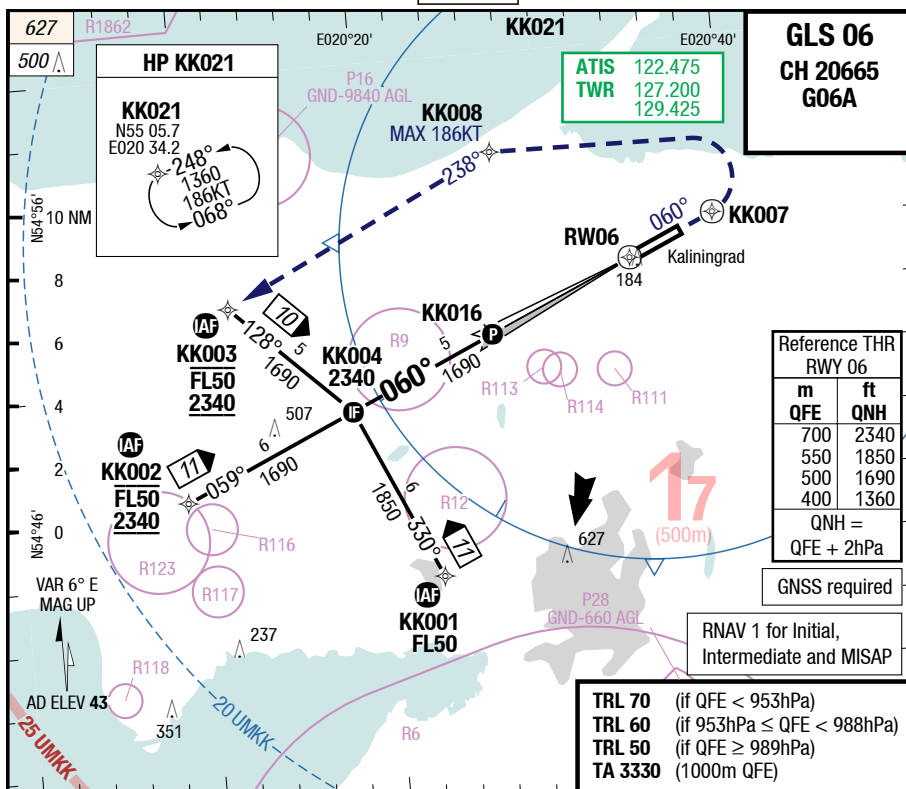 627
500
R1862
HP KK021
KK021
N55 05.7
E020 34.2
248°
1360
186KT
068°
E020°20'
KK021
E020°40'
P16
GND-9840 AGL
ATIS 122.475
TWR 127.200
129.425
GLS 06
CH 20665
G06A
KK008
MAX 186KT
238°
060°
KK007
RW06
184
Kaliningrad
N54°56'
10 NM
8
6
4
2
0
N54°46'
IAF
KK003
FL50
2340
10
128°
5
1690
KK004
2340
IF
R9
KK016
P
060°
5
1690
R113
R114
R111
507
IAF
KK002
FL50
2340
11
059°
6
1690
R116
R123
R117
6
1850
330°
11
R12
IAF
KK001
FL50
627
17
(500m)
P28
GND-660 AGL
Reference THR
RWY 06
m ft
QFE QNH
700 2340
550 1850
500 1690
400 1360
QNH =
QFE + 2hPa
GNSS required
RNAV 1 for Initial,
Intermediate and MISAP
VAR 6° E
MAG UP
AD ELEV 43
R118
237
351
20 UMKK
25 UMKK
R6
TRL 70 (if QFE < 953hPa)
TRL 60 (if 953hPa ≤ QFE < 988hPa)
TRL 50 (if QFE ≥ 989hPa)
TA 3330 (1000m QFE)